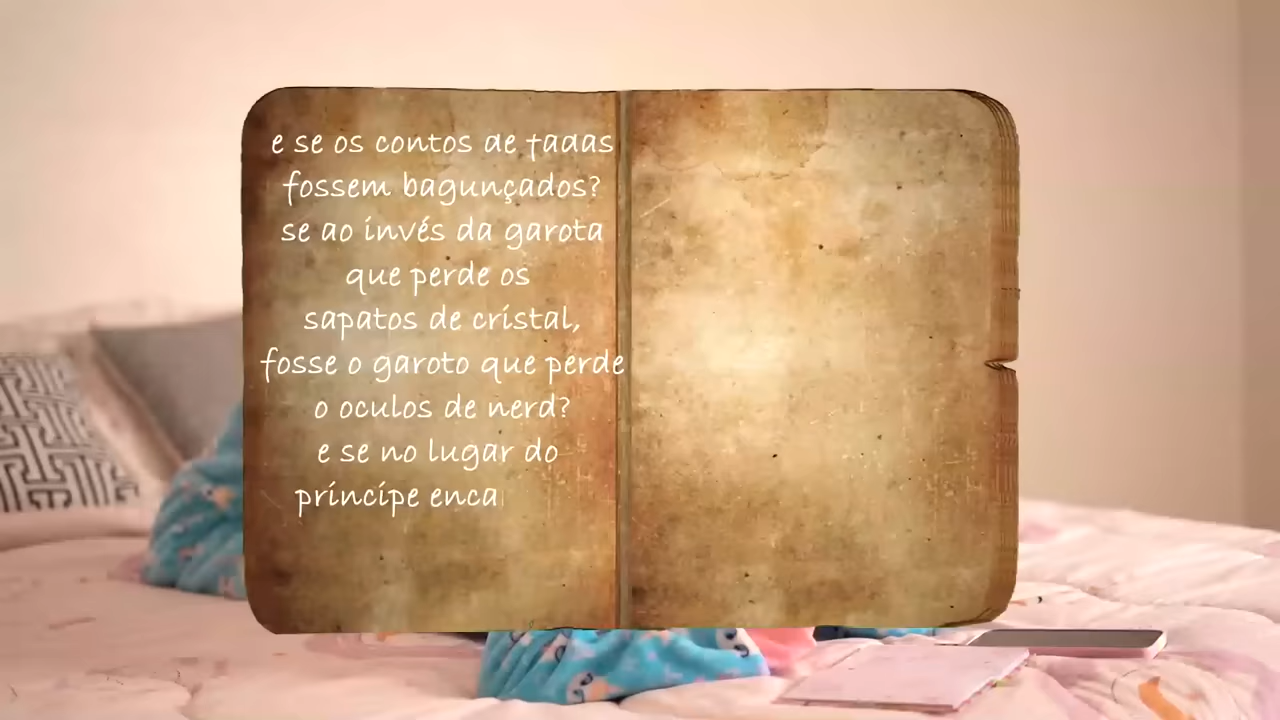 e se os contos de fadas
fossem bagunçados?
se ao invés da garota
que perde os
sapatos de cristal,
fosse o garoto que perde
o oculos de nerd?
e se no lugar do
príncipe enca